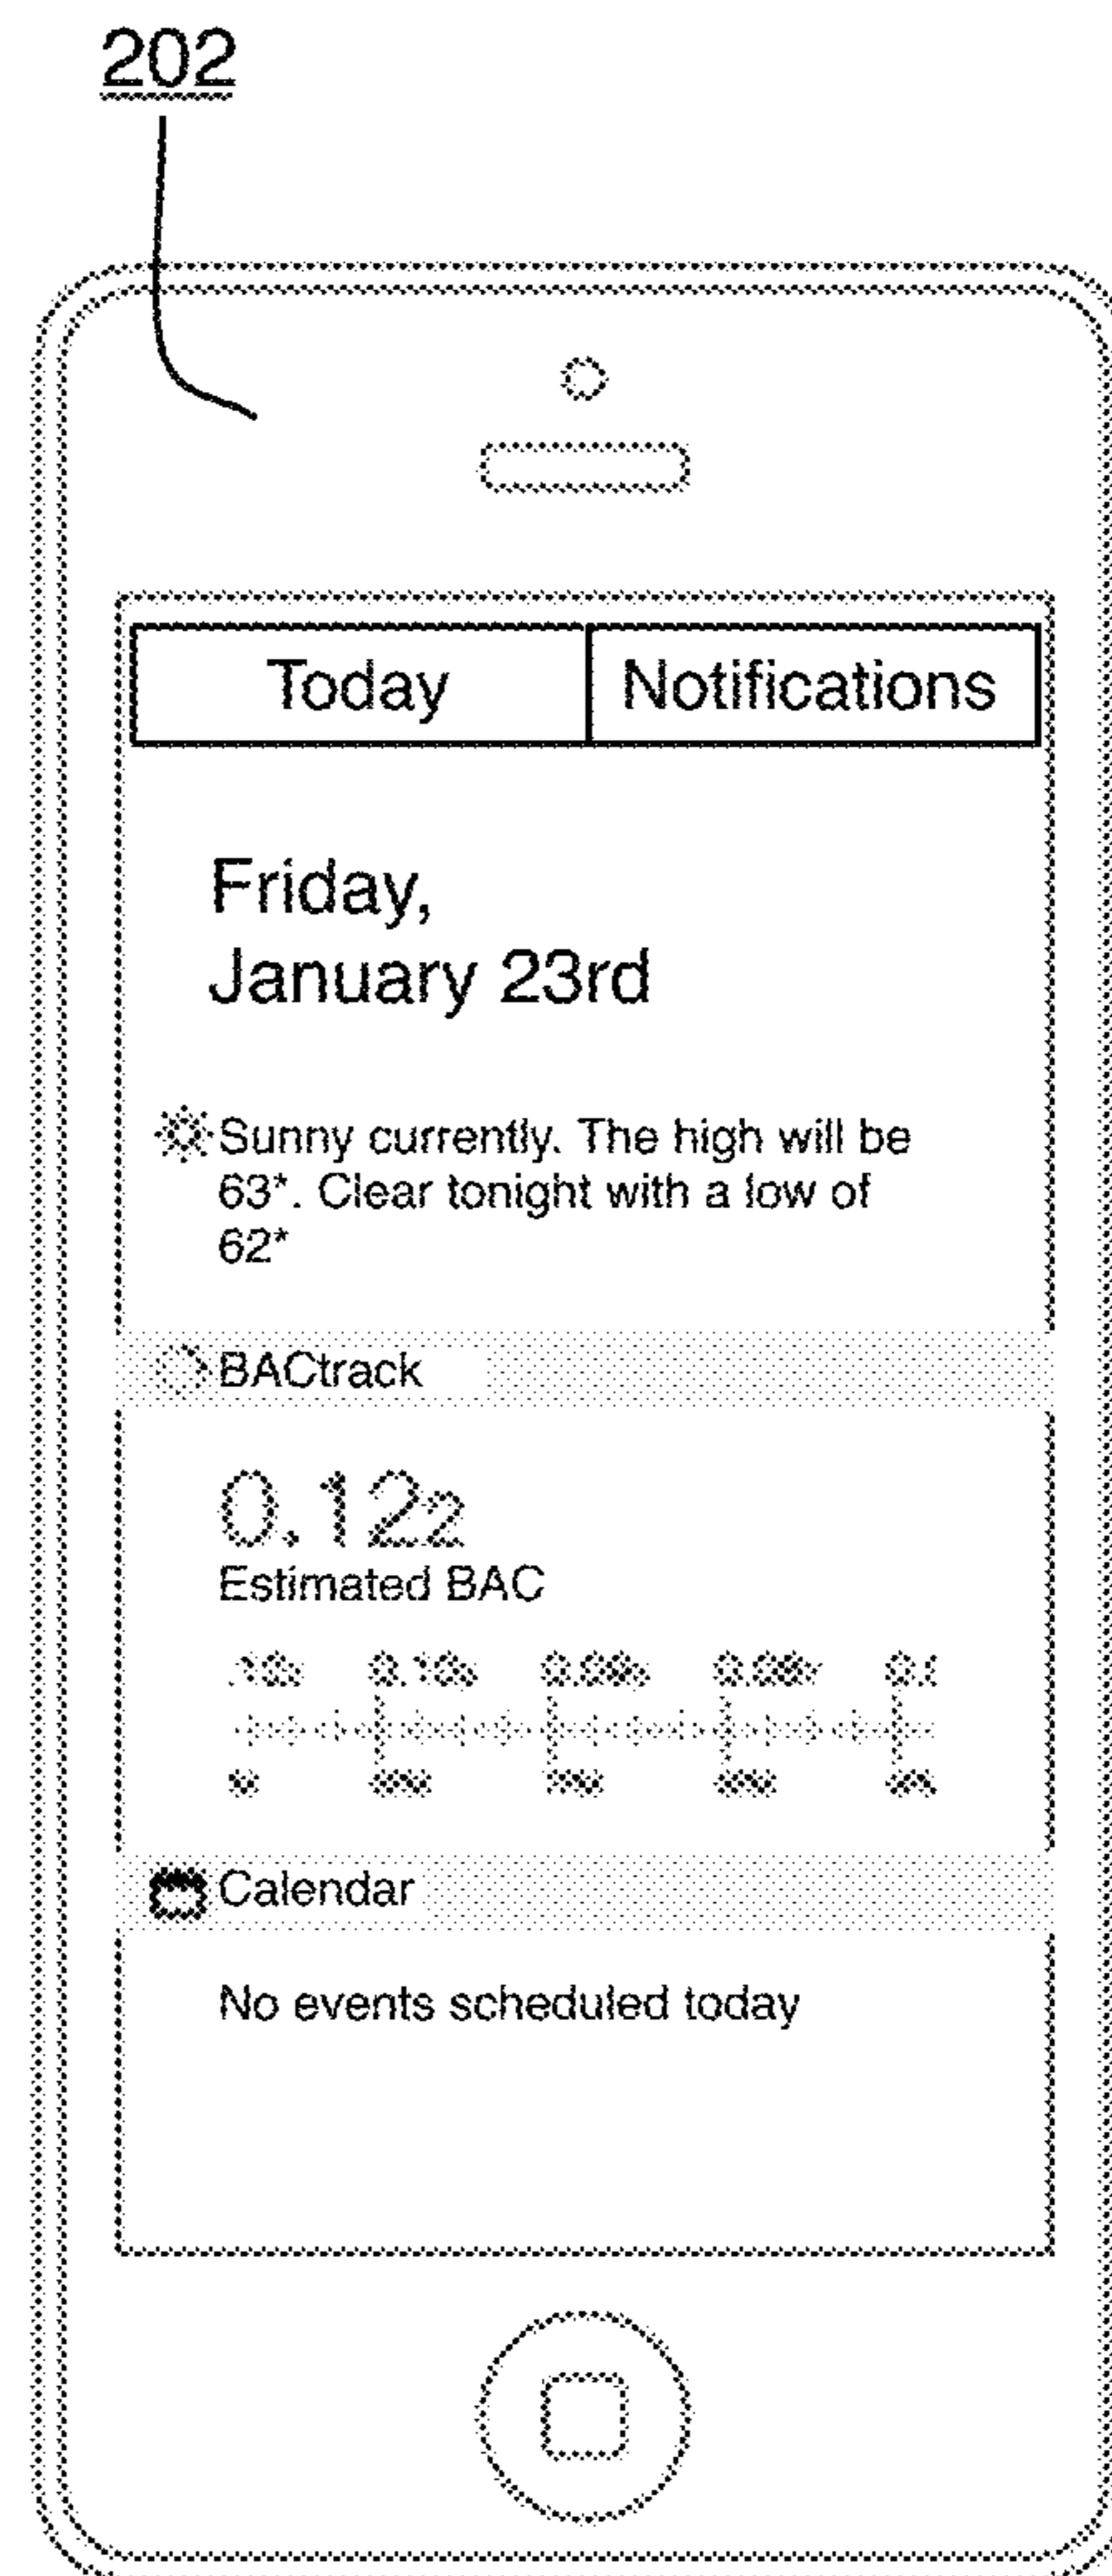 202
Today Notifications
Friday,
January 23rd
Sunny currently. The high will be
63*. Clear tonight with a low of
62*
BACtrack
0.122
Estimated BAC
Calendar
No events scheduled today